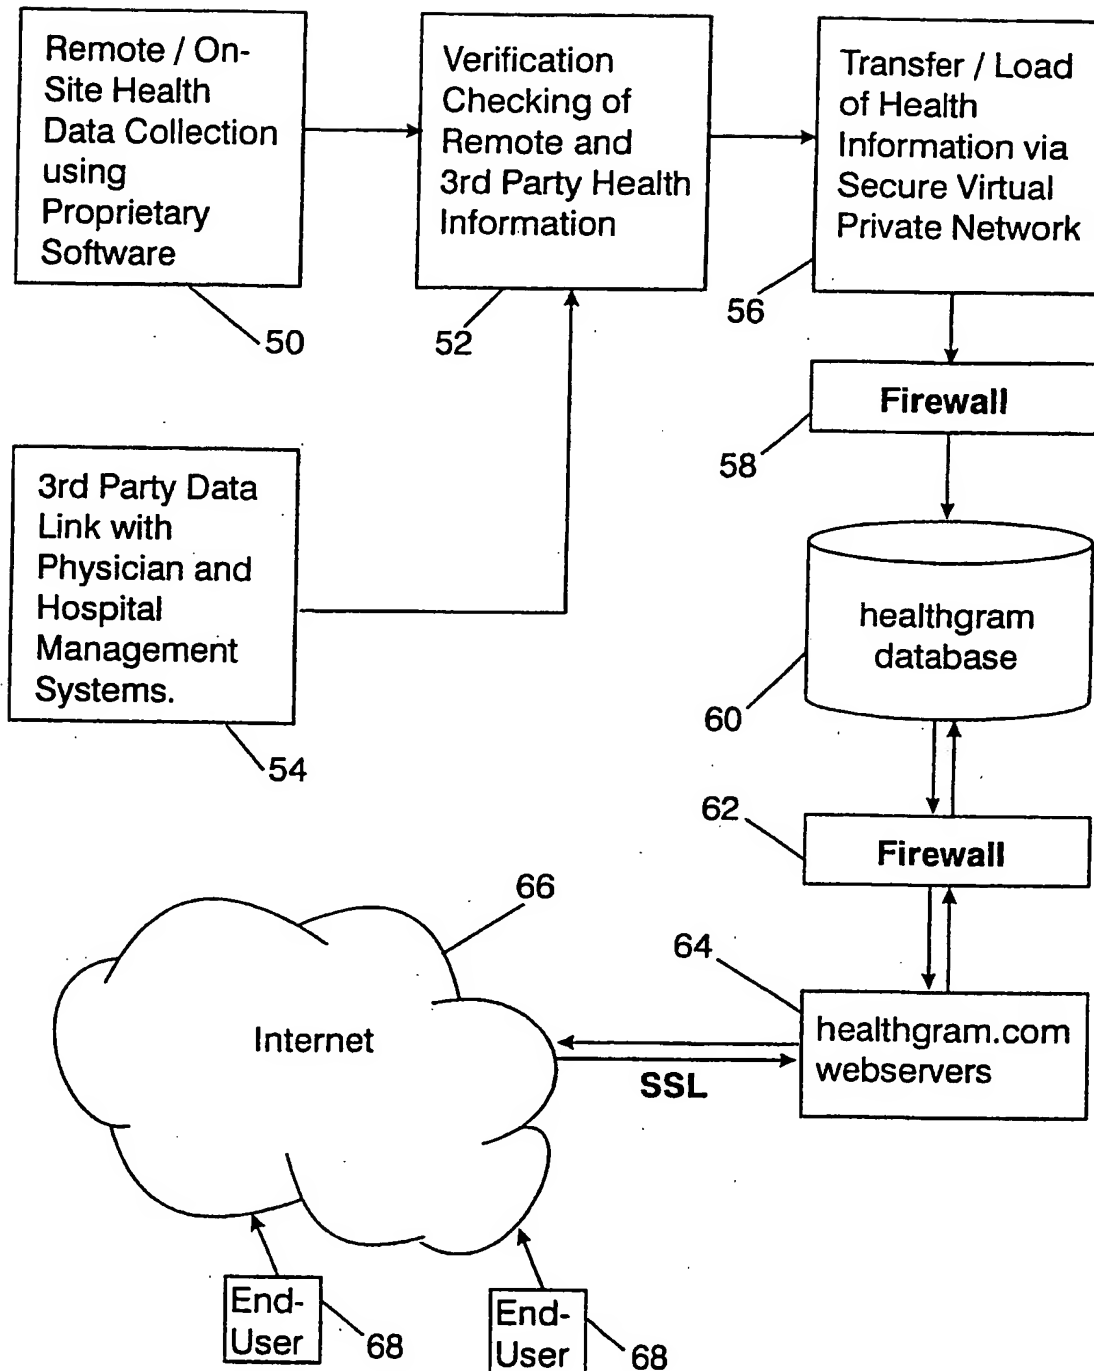 Remote / On-
Site Health
Data Collection
using
Proprietary
Software
50
Verification
Checking of
Remote and
3rd Party Health
Information
52
Transfer / Load
of Health
Information via
Secure Virtual
Private Network
56
Firewall
58
3rd Party Data
Link with
Physician and
Hospital
Management
Systems.
54
healthgram
database
60
62
Firewall
66
64
Internet
healthgram.com
webservers
SSL
End-
User
68
End-
User
68